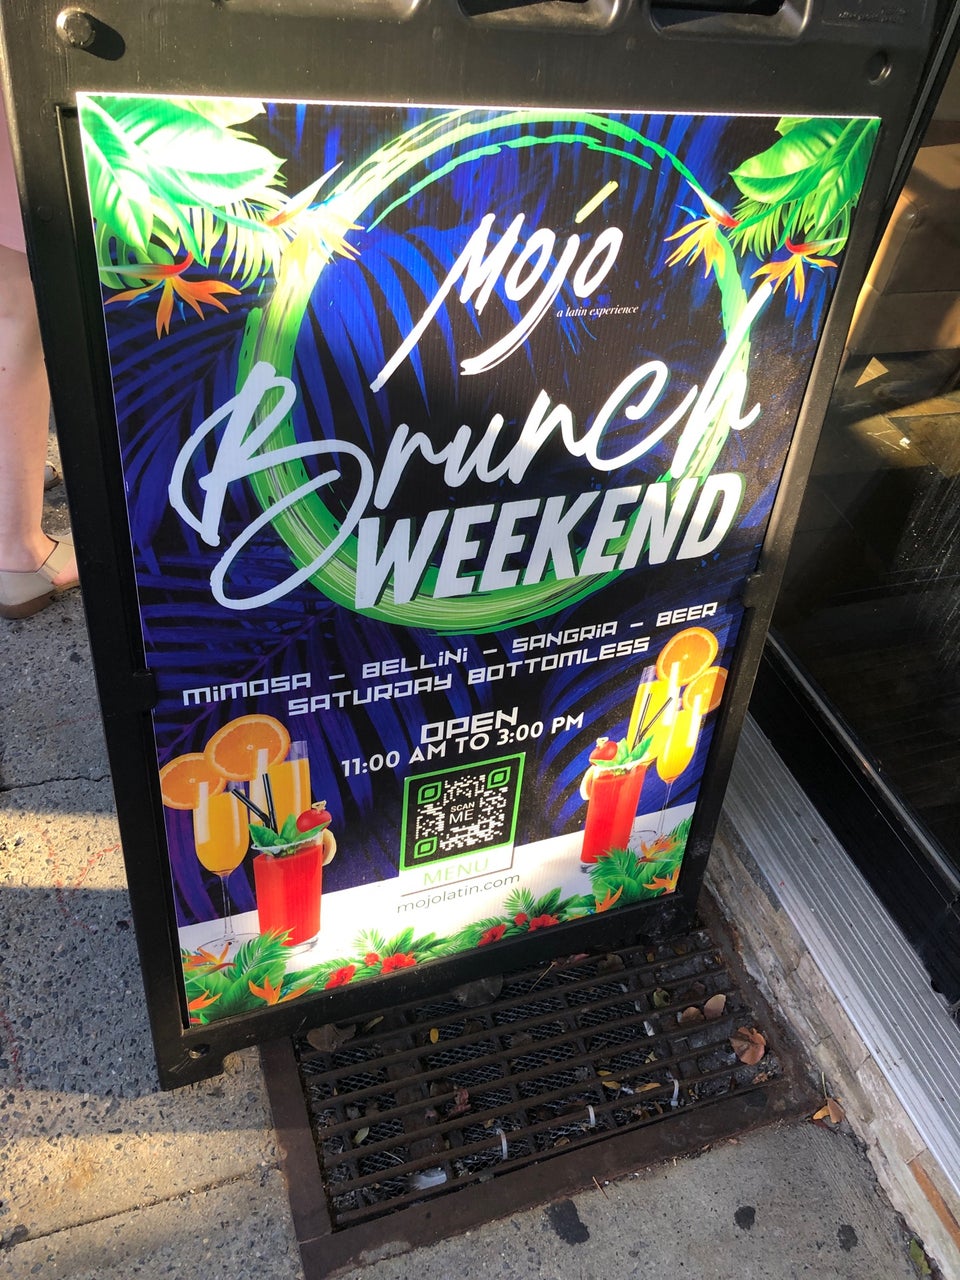 Mojo
a latin experience
Brunch
WEEKEND
MIMOSA – BELLINI – SANGRIA – BEER
SATURDAY BOTTOMLESS
OPEN
11:00 AM TO 3:00 PM
SCAN
ME
MENU
mojolatin.com